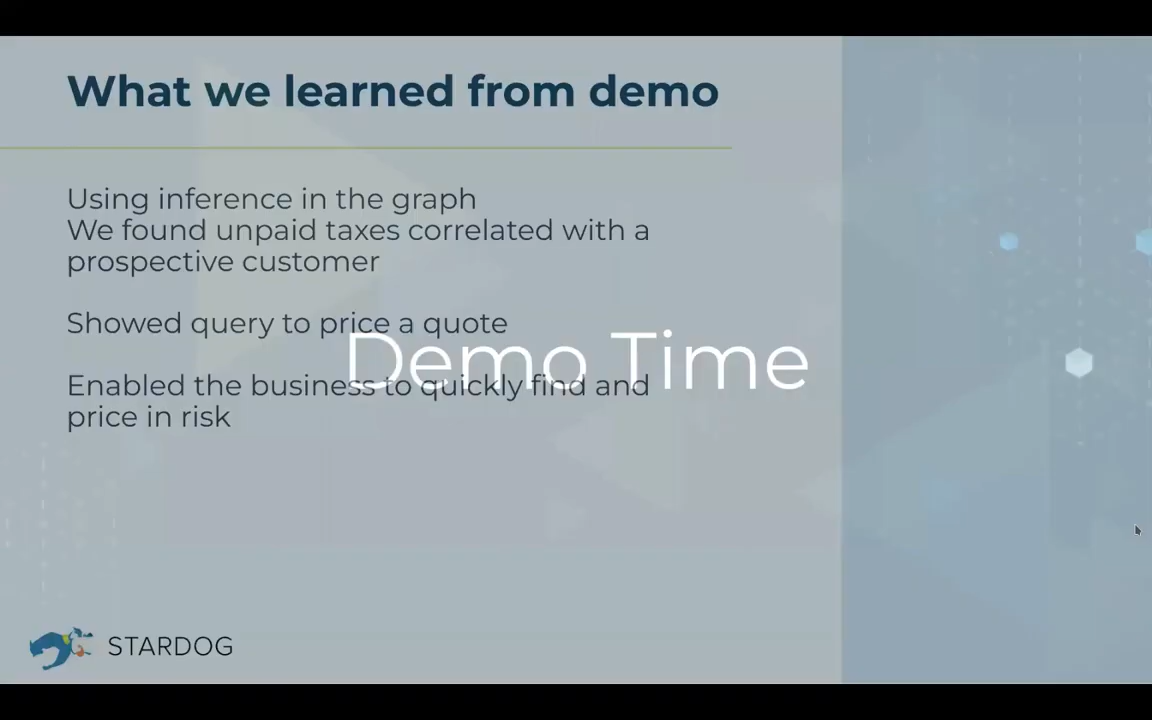 What we learned from demo
Using inference in the graph
We found unpaid taxes correlated with a
prospective customer
Showed query to price a quote
Demo Time
Enabled the business to quickly find and
price in risk
STARDOG